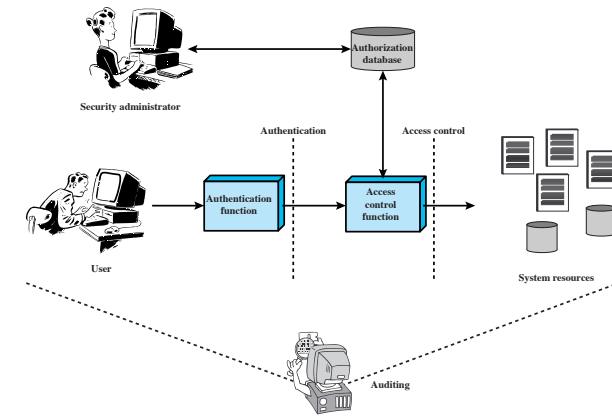 Authorization
database
Security administrator
Authentication
Access control
Authentication
function
Access
control
function
User
System resources
Auditing